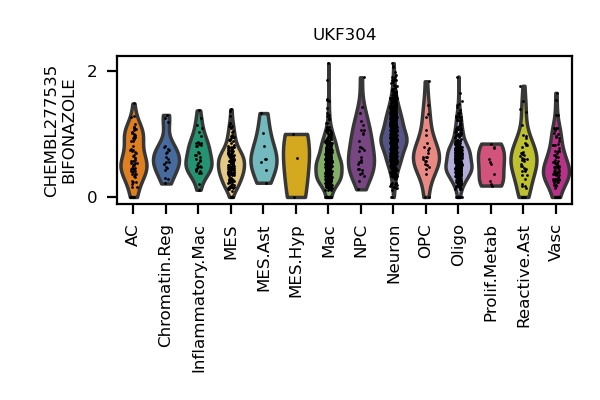 UKF304
CHEMBL277535
BIFONAZOLE
2
0
AC
Chromatin.Reg
Inflammatory.Mac
MES
MES.Ast
MES.Hyp
Mac
NPC
Neuron
OPC
Oligo
Prolif.Metab
Reactive.Ast
Vasc